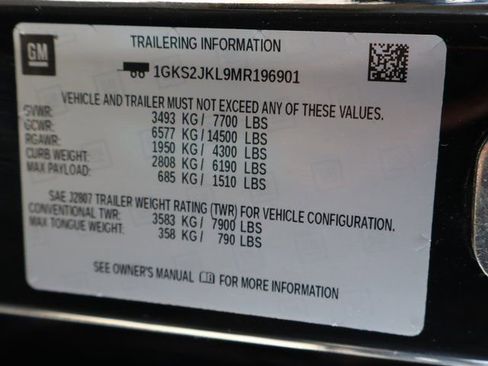 GM
TRAILERING INFORMATION
1GKS2JKL9MR196901
VEHICLE AND TRAILER MUST NOT EXCEED ANY OF THESE VALUES.
GVWR: 3493 KG/ 7700 LBS
GCWR: 6577 KG/14500 LBS
RGAWR: 1950 KG/ 4300 LBS
CURB WEIGHT: 2808 KG/ 6190 LBS
MAX PAYLOAD: 685 KG/ 1510 LBS
SAE J2807 TRAILER WEIGHT RATING (TWR) FOR VEHICLE CONFIGURATION.
CONVENTIONAL TWR: 3583 KG/ 7900 LBS
MAX TONGUE WEIGHT: 358 KG/ 790 LBS
SEE OWNER'S MANUAL FOR MORE INFORMATION